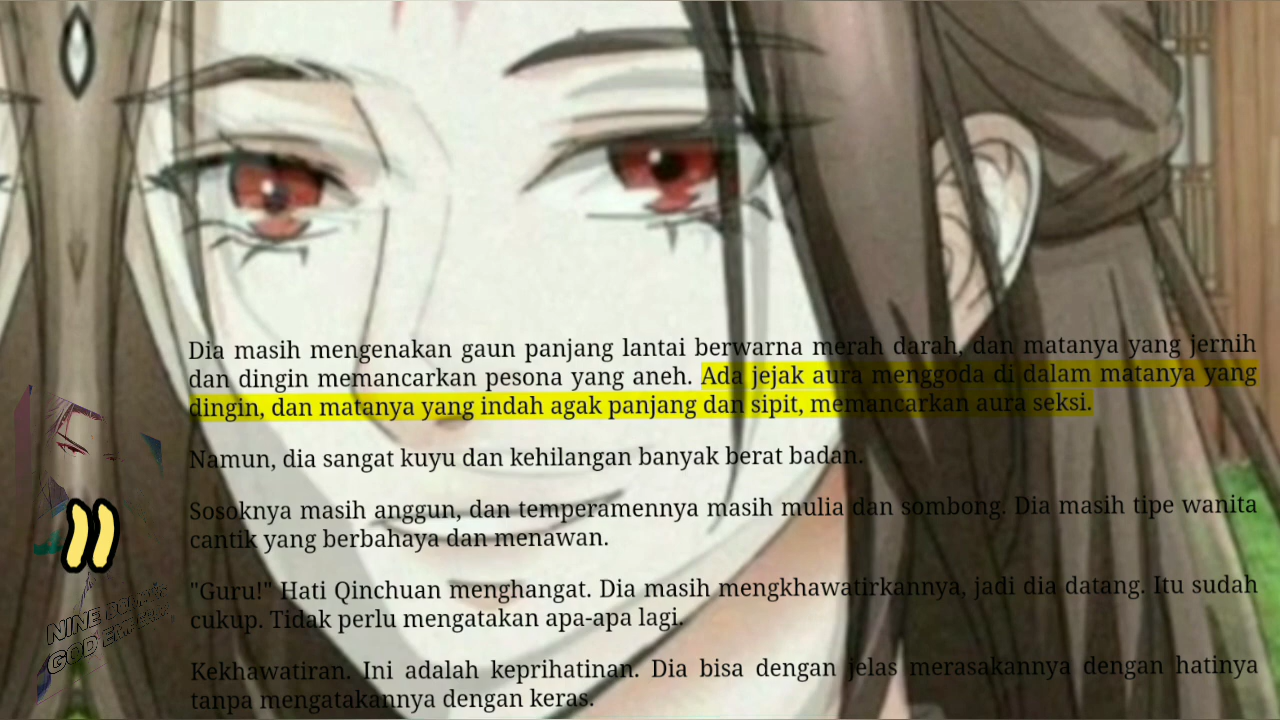 Dia masih mengenakan gaun panjang lantai berwarna merah darah, dan matanya yang jernih
dan dingin memancarkan pesona yang aneh. Ada jejak aura menggoda di dalam matanya yang
dingin, dan matanya yang indah agak panjang dan sipit, memancarkan aura seksi.
Namun, dia sangat kuyu dan kehilangan banyak berat badan.
Sosoknya masih anggun, dan temperamennya masih mulia dan sombong. Dia masih tipe wanita
cantik yang berbahaya dan menawan.
"Guru!" Hati Qinchuan menghangat. Dia masih mengkhawatirkannya, jadi dia datang. Itu sudah
cukup. Tidak perlu mengatakan apa-apa lagi.
Kekhawatiran. Ini adalah keprihatinan. Dia bisa dengan jelas merasakannya dengan hatinya
tanpa mengatakannya dengan keras.
NINE
GOD